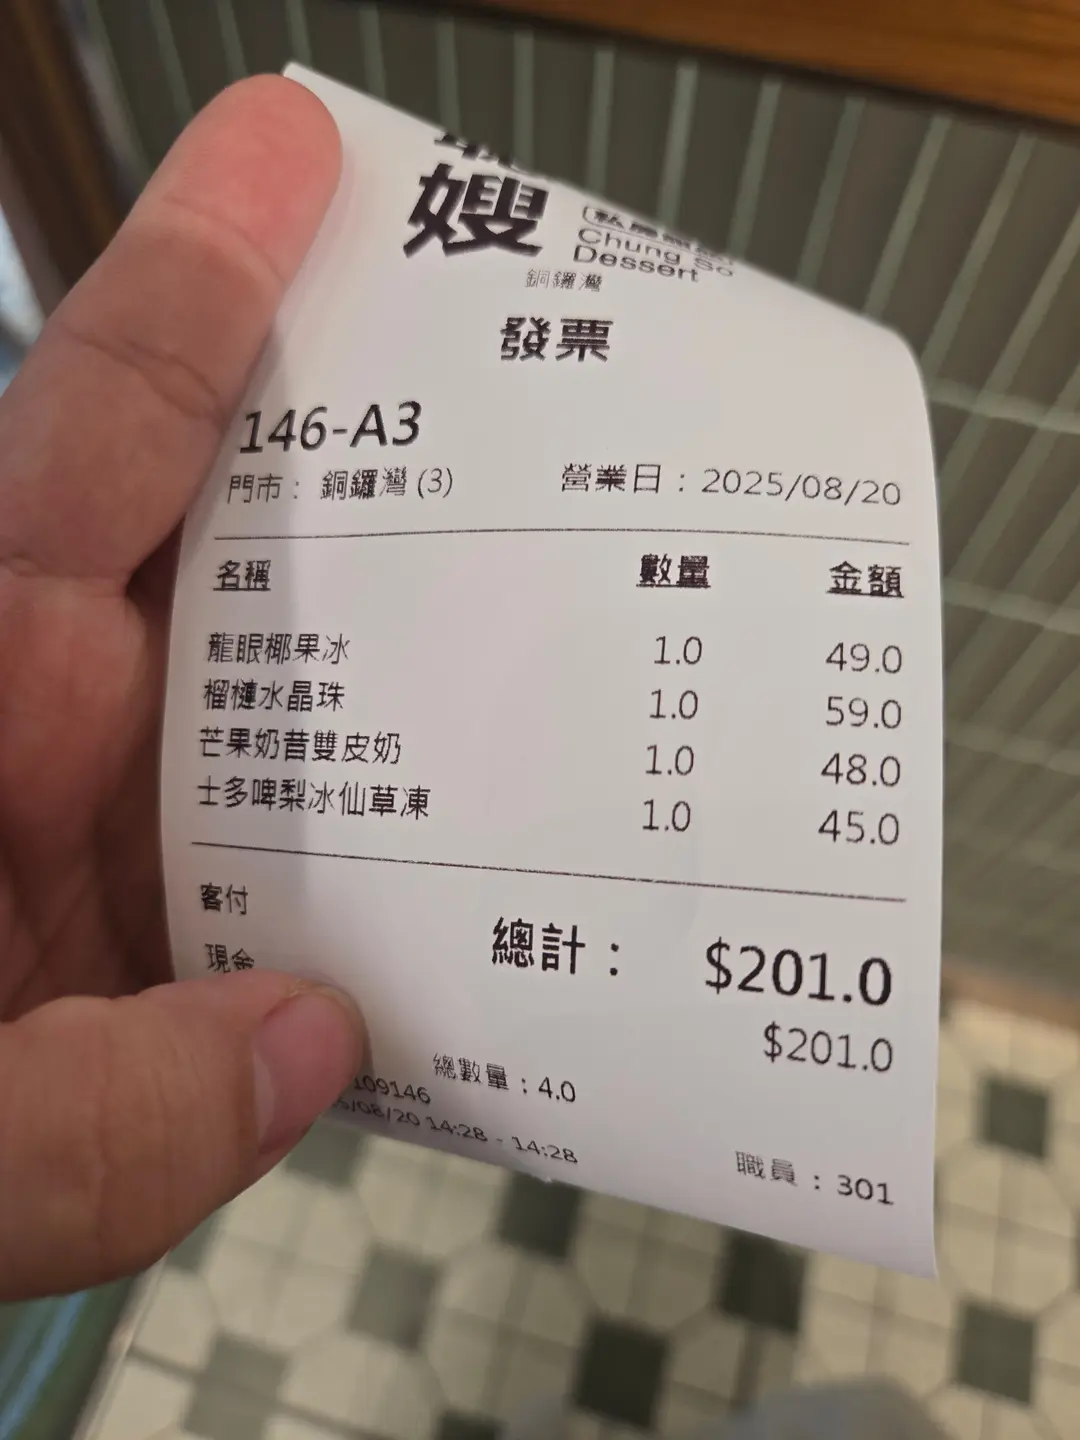 嫂
Chung So
Dessert
銅鑼灣
發票
146-A3
門市： 銅鑼灣 (3) 營業日：2025/08/20
名稱 數量 金額
龍眼椰果冰 1.0 49.0
榴槤水晶珠 1.0 59.0
芒果奶昔雙皮奶 1.0 48.0
士多啤梨冰仙草凍 1.0 45.0
客付 總計： $201.0
現金 $201.0
總數量：4.0
109146
/08/20 14:28 - 14:28
職員：301